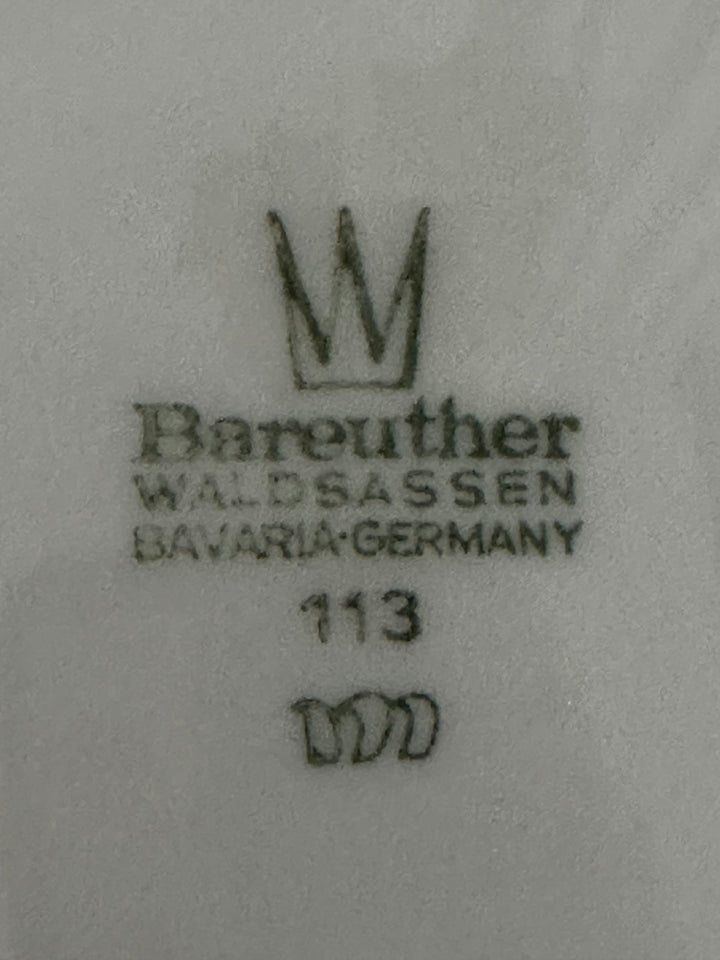 W
Bareuther
WALDSASSEN
BAVARIA·GERMANY
113